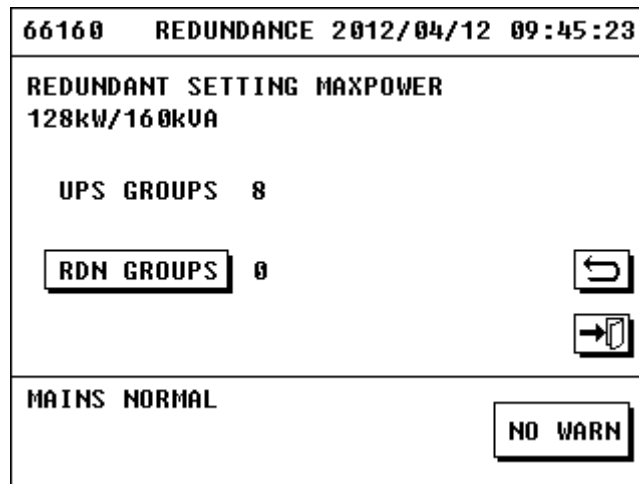 66160 REDUNDANCE 2012/04/12 09:45:23
REDUNDANT SETTING MAXPOWER
128kW/160kVA
UPS GROUPS 8
RDN GROUPS 0
MAINS NORMAL
NO WARN